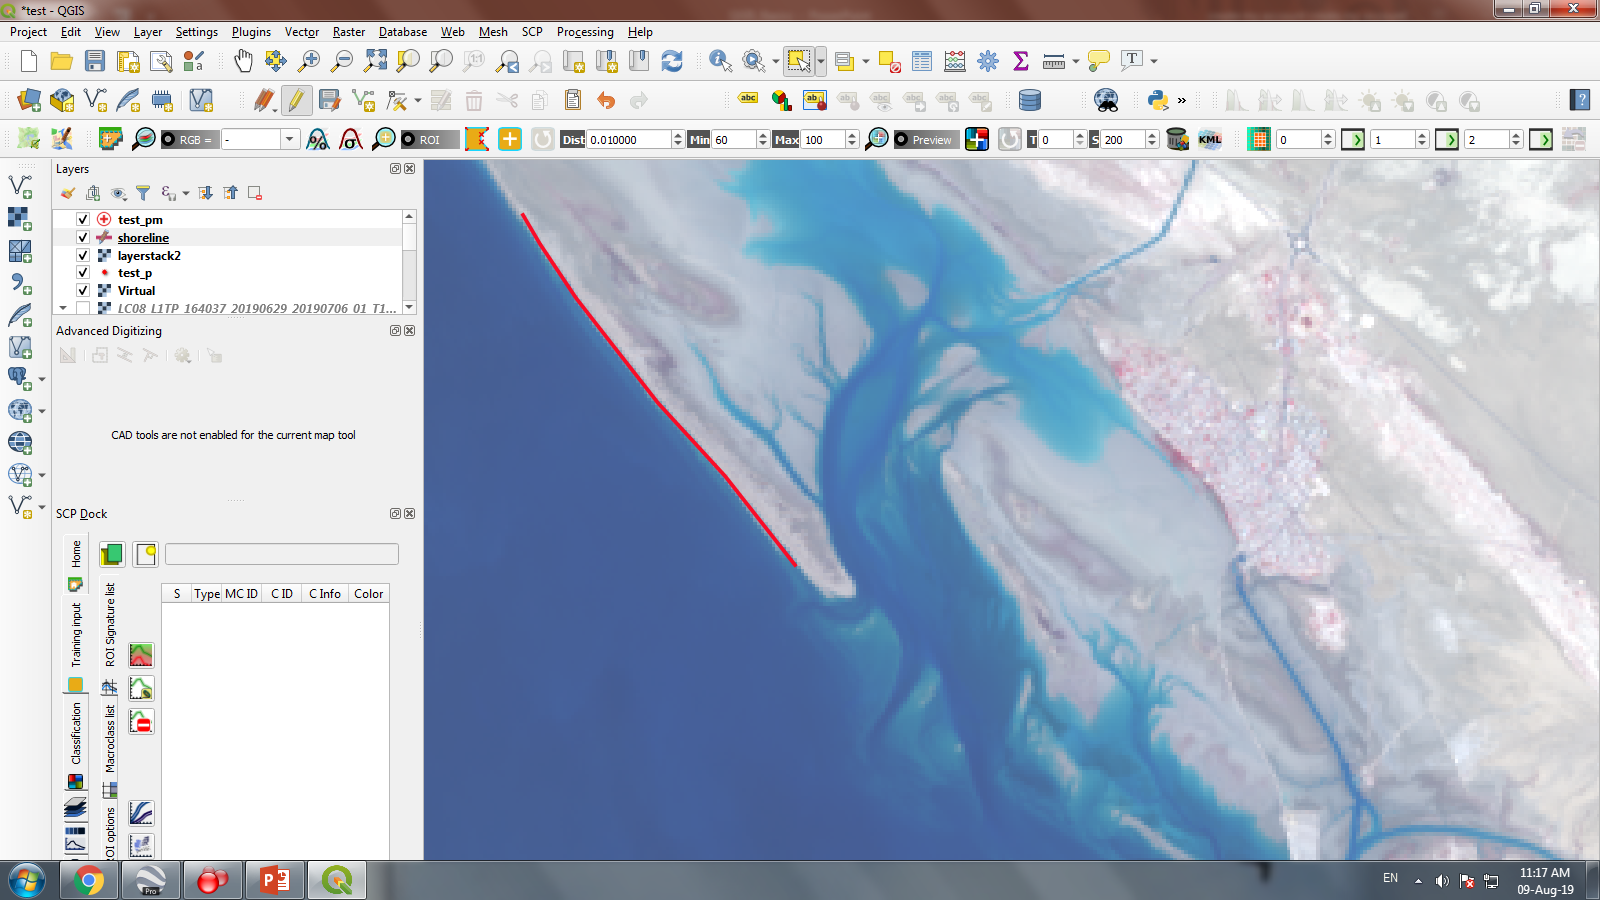 *test - QGIS
Project Edit View Layer Settings Plugins Vector Raster Database Web Mesh SCP Processing Help
abc abc
RGB = - ROI Dist 0.010000 Min 60 Max 100 Preview T 0 S 200 KML 0 1 2
Layers
test_pm
shoreline
layerstack2
test_p
Virtual
LC08_L1TP_164037_20190629_20190706_01_T1...
Advanced Digitizing
CAD tools are not enabled for the current map tool
SCP Dock
Home
Training input
Classification
ROI Signature list
Macroclass list
ROI options
S Type MC ID C ID C Info Color
Pro
EN
11:17 AM
09-Aug-19